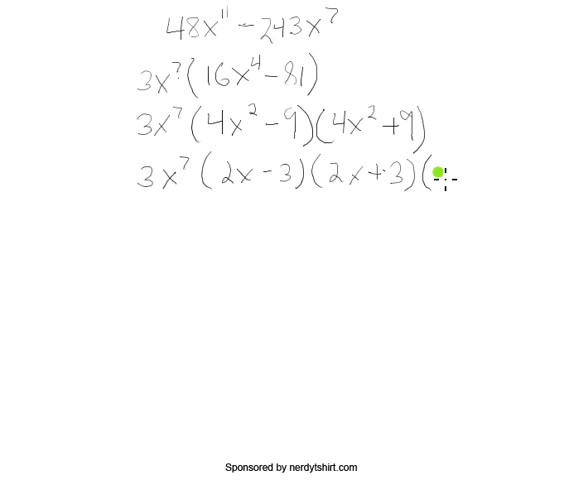 48x¹¹ - 243x⁷
3x⁷(16x⁴-81)
3x⁷(4x²-9)(4x²+9)
3x⁷(2x-3)(2x+3)(
Sponsored by nerdytshirt.com